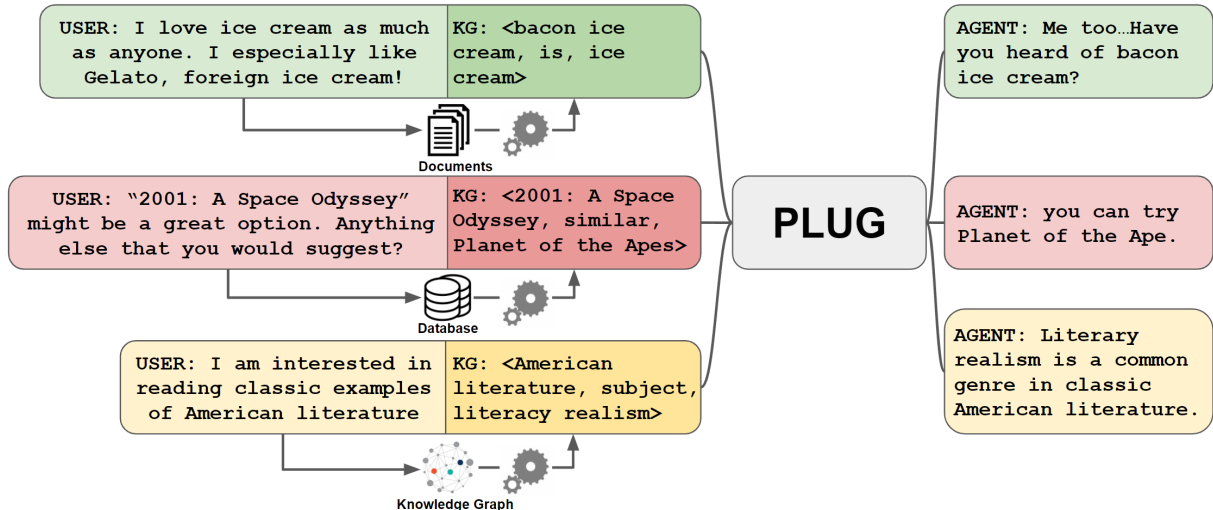 USER: I love ice cream as much
as anyone. I especially like
Gelato, foreign ice cream!
KG: <bacon ice
cream, is, ice
cream>
Documents
USER: “2001: A Space Odyssey”
might be a great option. Anything
else that you would suggest?
KG: <2001: A Space
Odyssey, similar,
Planet of the Apes>
Database
USER: I am interested in
reading classic examples
of American literature
KG: <American
literature, subject,
literacy realism>
Knowledge Graph
PLUG
AGENT: Me too…Have
you heard of bacon
ice cream?
AGENT: you can try
Planet of the Ape.
AGENT: Literary
realism is a common
genre in classic
American literature.